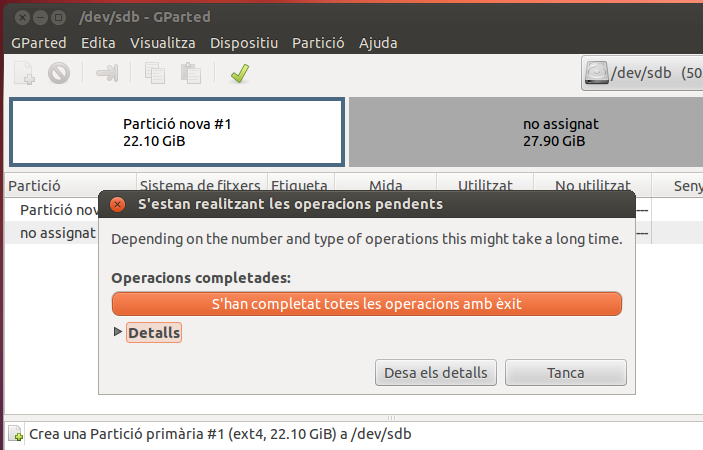 /dev/sdb - GParted
GParted Edita Visualitza Dispositiu Partició Ajuda
/dev/sdb (50
Partició nova #1
22.10 GiB
no assignat
27.90 GiB
Partició Sistema de fitxers Etiqueta Mida Utilitzat No utilitzat Seny
Partició nov ---
no assignat ---
S'estan realitzant les operacions pendents
Depending on the number and type of operations this might take a long time.
Operacions completades:
S'han completat totes les operacions amb èxit
Detalls
Desa els detalls Tanca
Crea una Partició primària #1 (ext4, 22.10 GiB) a /dev/sdb